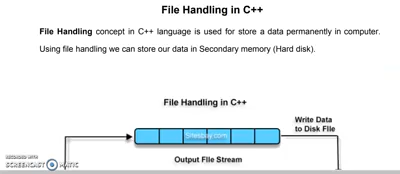 File Handling in C++
File Handling concept in C++ language is used for store a data permanently in computer.
Using file handling we can store our data in Secondary memory (Hard disk).
File Handling in C++
Write Data
to Disk File
Sitesbay.com
Output File Stream
RECORDED WITH
SCREENCAST MATIC